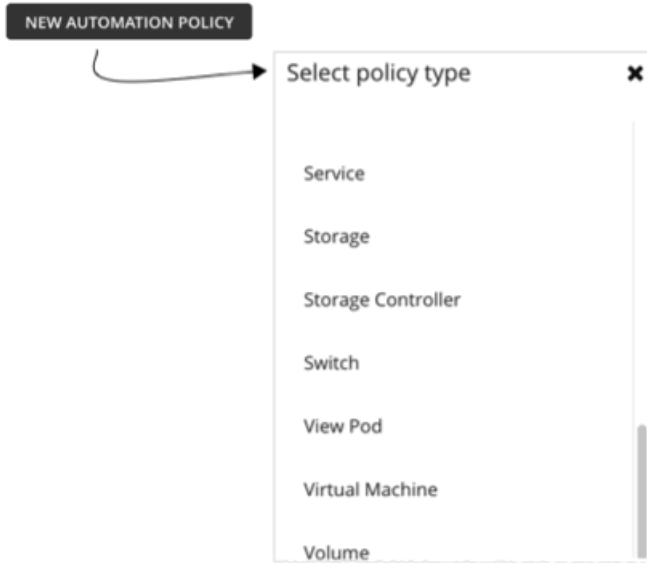 NEW AUTOMATION POLICY
Select policy type
Service
Storage
Storage Controller
Switch
View Pod
Virtual Machine
Volume